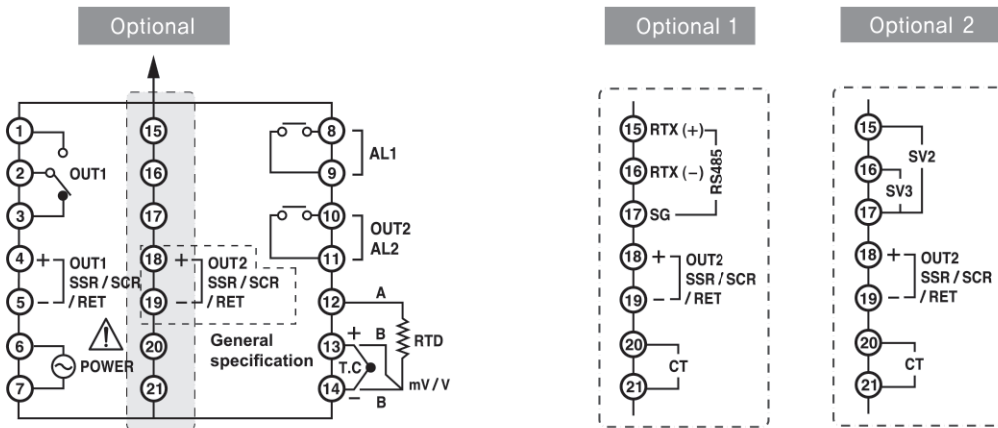 Optional
1
2
3
OUT1
4
+
OUT1
SSR / SCR
/ RET
5
−
6
7
POWER
15
16
17
18
+
OUT2
SSR / SCR
/ RET
19
−
General
specification
20
21
8
9
AL1
10
11
OUT2
AL2
12
A
13
+
B
RTD
T.C
14
−
B
mV / V
Optional 1
15 RTX (+)
16 RTX (−)
17 SG
RS485
18 +
OUT2
SSR / SCR
/ RET
19 −
20
21
CT
Optional 2
15
16
17
SV2
SV3
18 +
OUT2
SSR / SCR
/ RET
19 −
20
21
CT